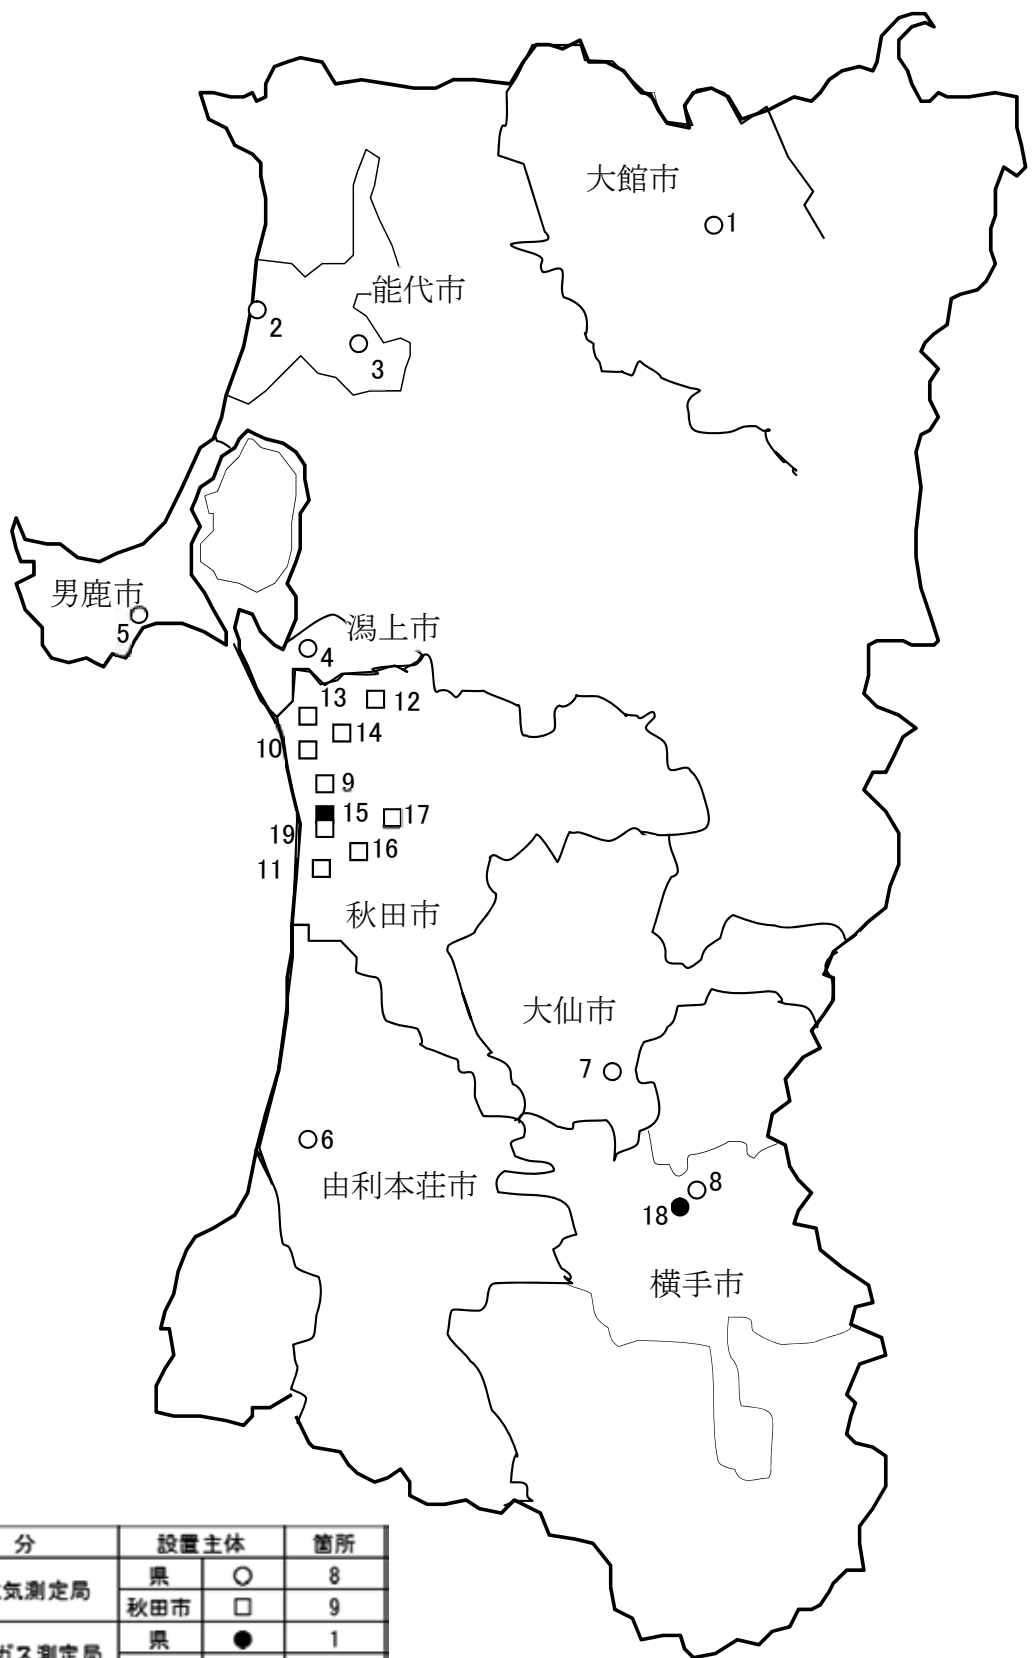 大館市
1
能代市
2
3
男鹿市
5
潟上市
4
13
12
14
10
9
15
17
19
16
11
秋田市
大仙市
7
6
由利本荘市
8
18
横手市
分 設置主体 箇所
気測定局 県 ○ 8
秋田市 □ 9
ガス測定局 県 ● 1